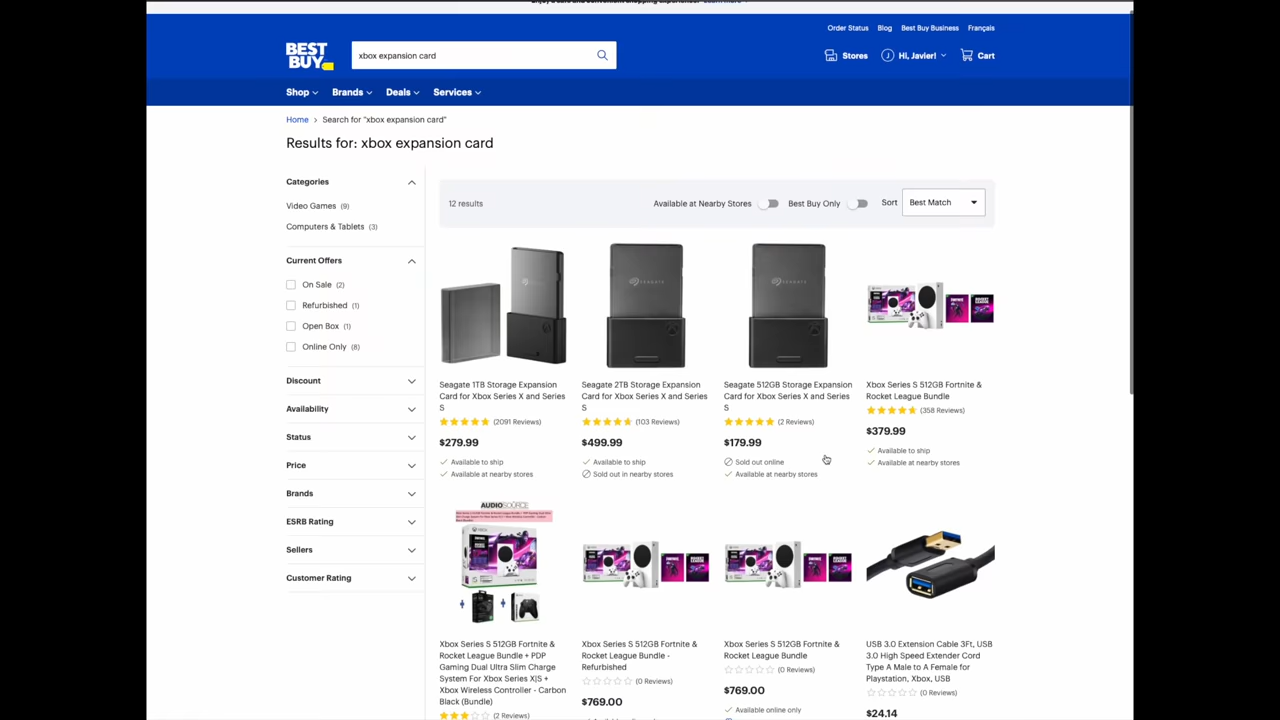 Enjoy a safe and convenient shopping experience. Learn more
Order Status
Blog
Best Buy Business
Français
BEST
BUY
xbox expansion card
Stores
J
Hi, Javier!
Cart
Shop
Brands
Deals
Services
Home > Search for "xbox expansion card"
Results for: xbox expansion card
Categories
Video Games (9)
Computers & Tablets (3)
Current Offers
On Sale (2)
Refurbished (1)
Open Box (1)
Online Only (8)
Discount
Availability
Status
Price
Brands
ESRB Rating
Sellers
Customer Rating
12 results
Available at Nearby Stores
Best Buy Only
Sort
Best Match
SEAGATE
SEAGATE
Seagate 1TB Storage Expansion
Card for Xbox Series X and Series
S
(2091 Reviews)
$279.99
Available to ship
Available at nearby stores
Seagate 2TB Storage Expansion
Card for Xbox Series X and Series
S
(103 Reviews)
$499.99
Available to ship
Sold out in nearby stores
Seagate 512GB Storage Expansion
Card for Xbox Series X and Series
S
(2 Reviews)
$179.99
Sold out online
Available at nearby stores
Xbox Series S 512GB Fortnite &
Rocket League Bundle
(358 Reviews)
$379.99
Available to ship
Available at nearby stores
AUDIOSOURCE
XBOX
Xbox Series S 512GB Fortnite &
Rocket League Bundle + PDP
Gaming Dual Ultra Slim Charge
System For Xbox Series X|S +
Xbox Wireless Controller - Carbon
Black (Bundle)
(2 Reviews)
Xbox Series S 512GB Fortnite &
Rocket League Bundle -
Refurbished
(0 Reviews)
$769.00
Xbox Series S 512GB Fortnite &
Rocket League Bundle
(0 Reviews)
$769.00
Available online only
USB 3.0 Extension Cable 3Ft, USB
3.0 High Speed Extender Cord
Type A Male to A Female for
Playstation, Xbox, USB
(0 Reviews)
$24.14